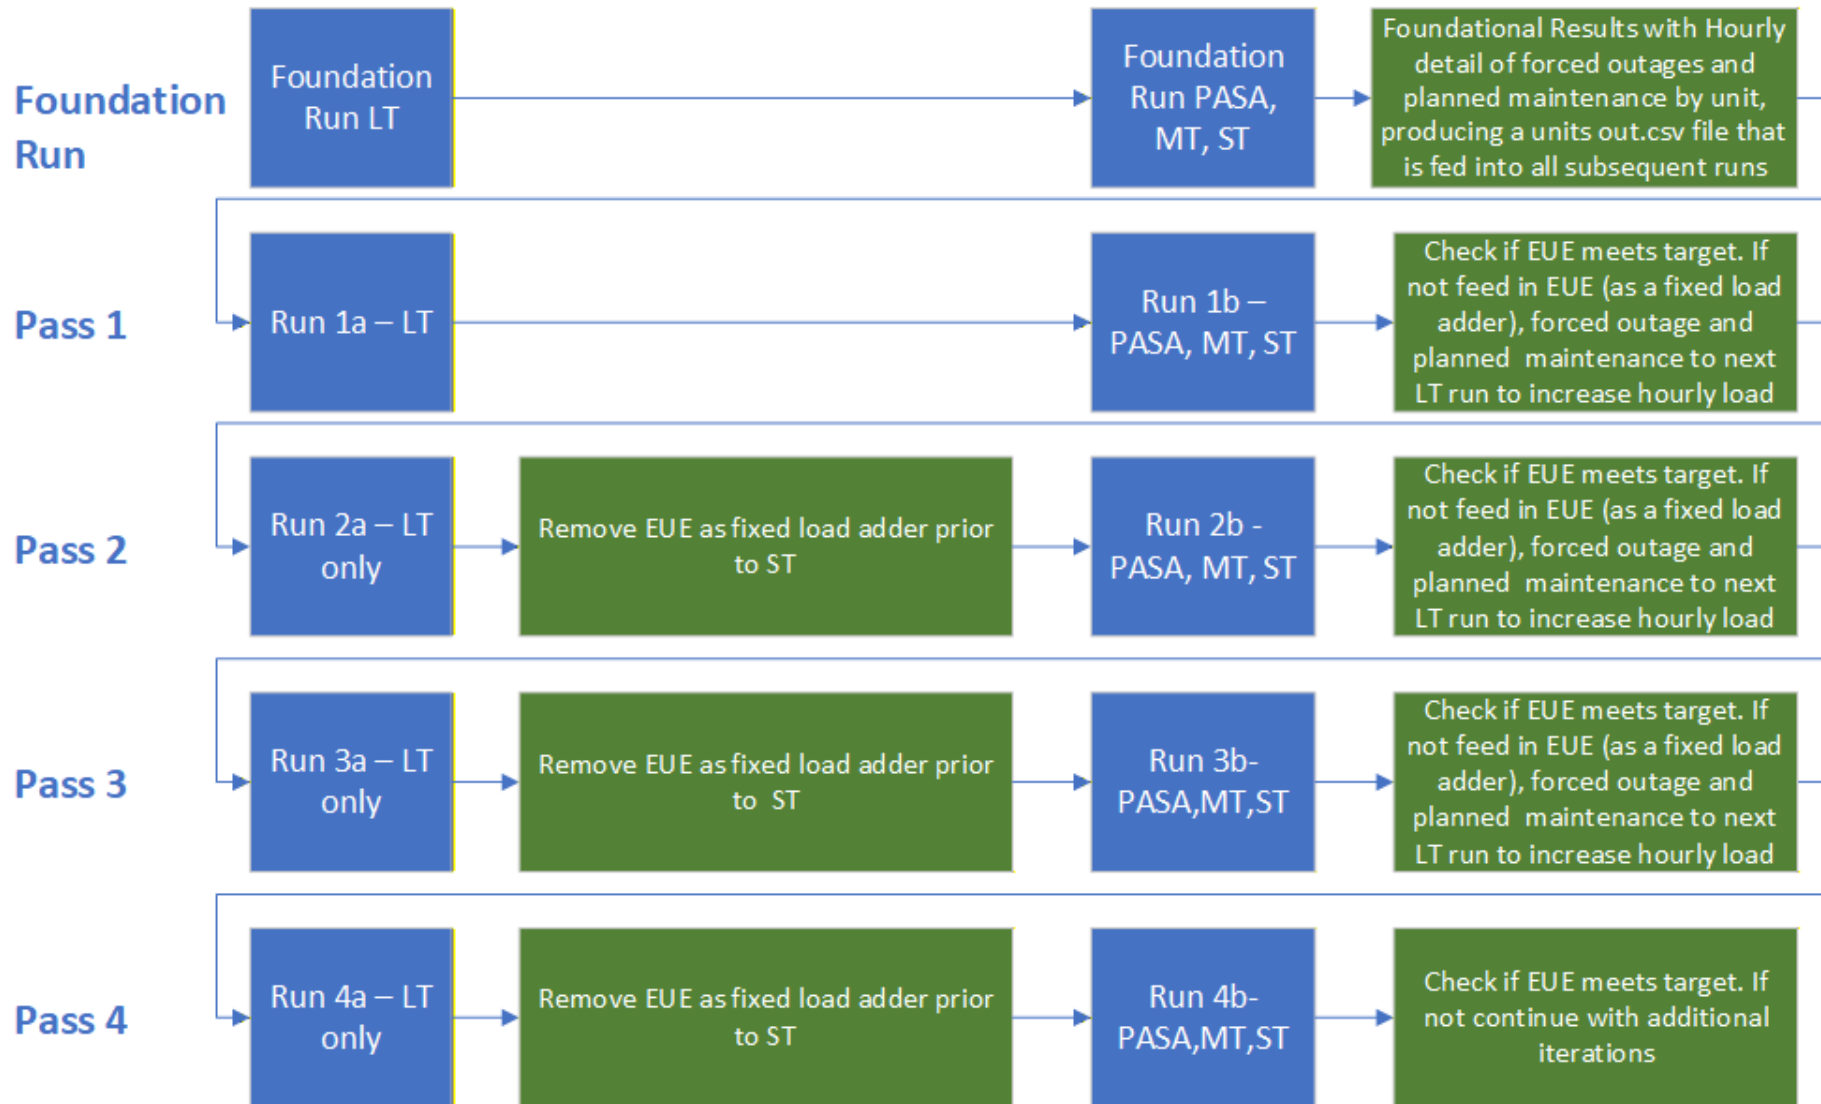 Foundation
Run
Foundation
Run LT
Foundation
Run PASA,
MT, ST
Foundational Results with Hourly
detail of forced outages and
planned maintenance by unit,
producing a units out.csv file that
is fed into all subsequent runs
Pass 1
Run 1a – LT
Run 1b –
PASA, MT, ST
Check if EUE meets target. If
not feed in EUE (as a fixed load
adder), forced outage and
planned maintenance to next
LT run to increase hourly load
Pass 2
Run 2a – LT
only
Remove EUE as fixed load adder prior
to ST
Run 2b -
PASA, MT, ST
Check if EUE meets target. If
not feed in EUE (as a fixed load
adder), forced outage and
planned maintenance to next
LT run to increase hourly load
Pass 3
Run 3a – LT
only
Remove EUE as fixed load adder prior
to ST
Run 3b-
PASA,MT,ST
Check if EUE meets target. If
not feed in EUE (as a fixed load
adder), forced outage and
planned maintenance to next
LT run to increase hourly load
Pass 4
Run 4a – LT
only
Remove EUE as fixed load adder prior
to ST
Run 4b-
PASA,MT,ST
Check if EUE meets target. If
not continue with additional
iterations